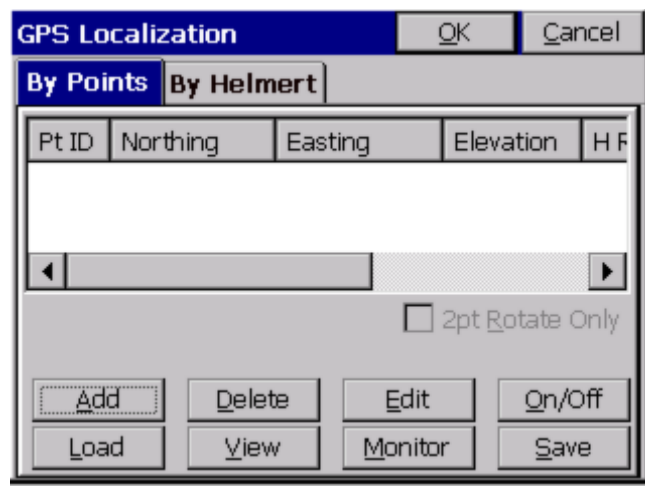 GPS Localization OK Cancel
By Points By Helmert
Pt ID Northing Easting Elevation H
2pt Rotate Only
Add Delete Edit On/Off
Load View Monitor Save